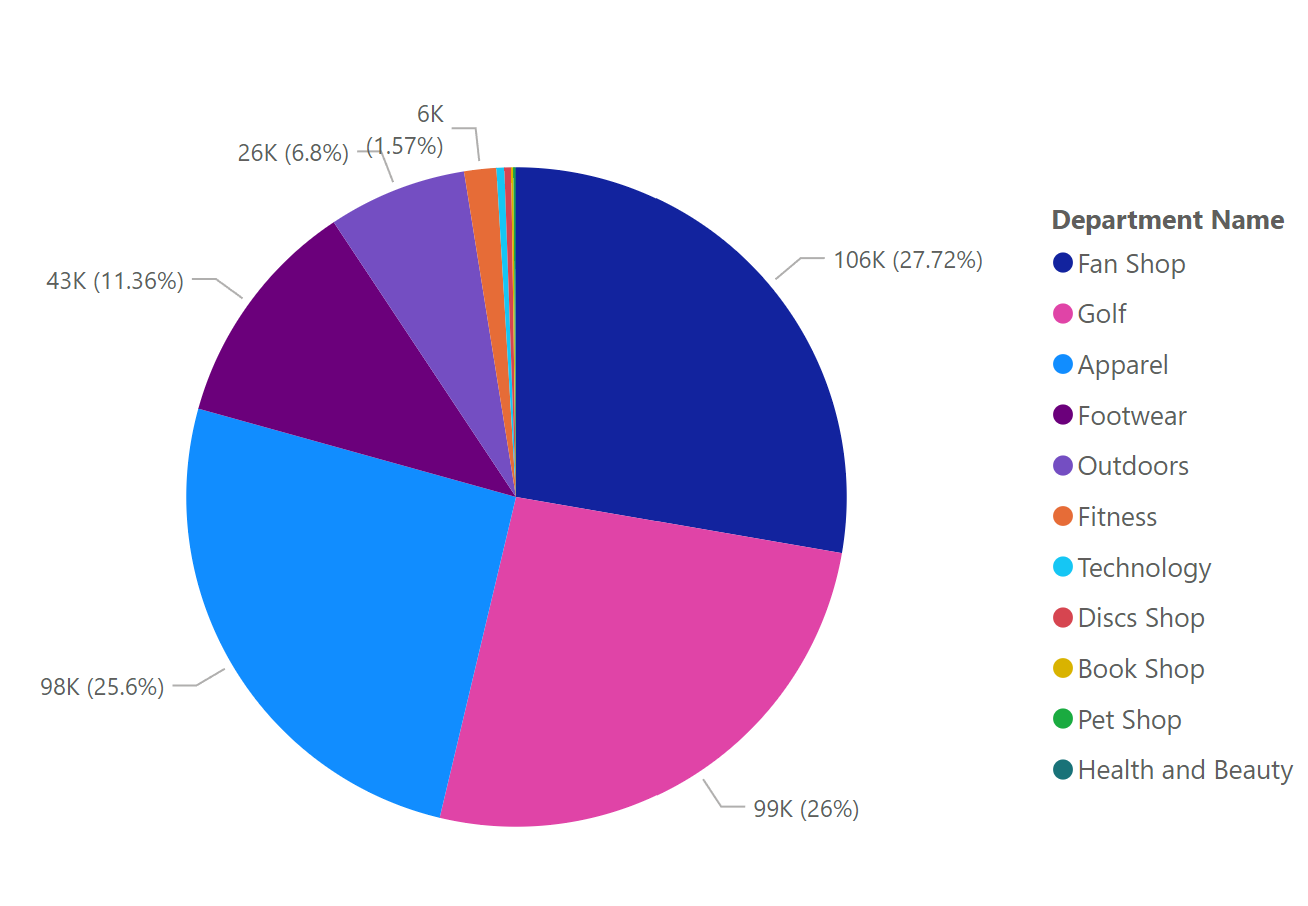 6K
(1.57%)
26K (6.8%)
43K (11.36%)
106K (27.72%)
98K (25.6%)
99K (26%)
Department Name
Fan Shop
Golf
Apparel
Footwear
Outdoors
Fitness
Technology
Discs Shop
Book Shop
Pet Shop
Health and Beauty